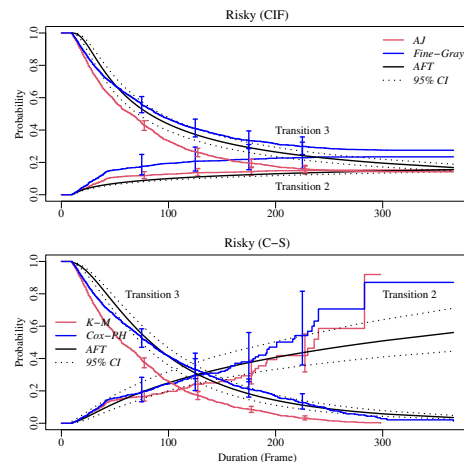 Risky (CIF)
Probability
0.0 0.2 0.4 0.6 0.8 1.0
AJ
Fine-Gray
AFT
95% CI
Transition 3
Transition 2
0 100 200 300
Risky (C-S)
Probability
0.0 0.2 0.4 0.6 0.8 1.0
Transition 3
Transition 2
K-M
Cox-PH
AFT
95% CI
0 100 200 300
Duration (Frame)